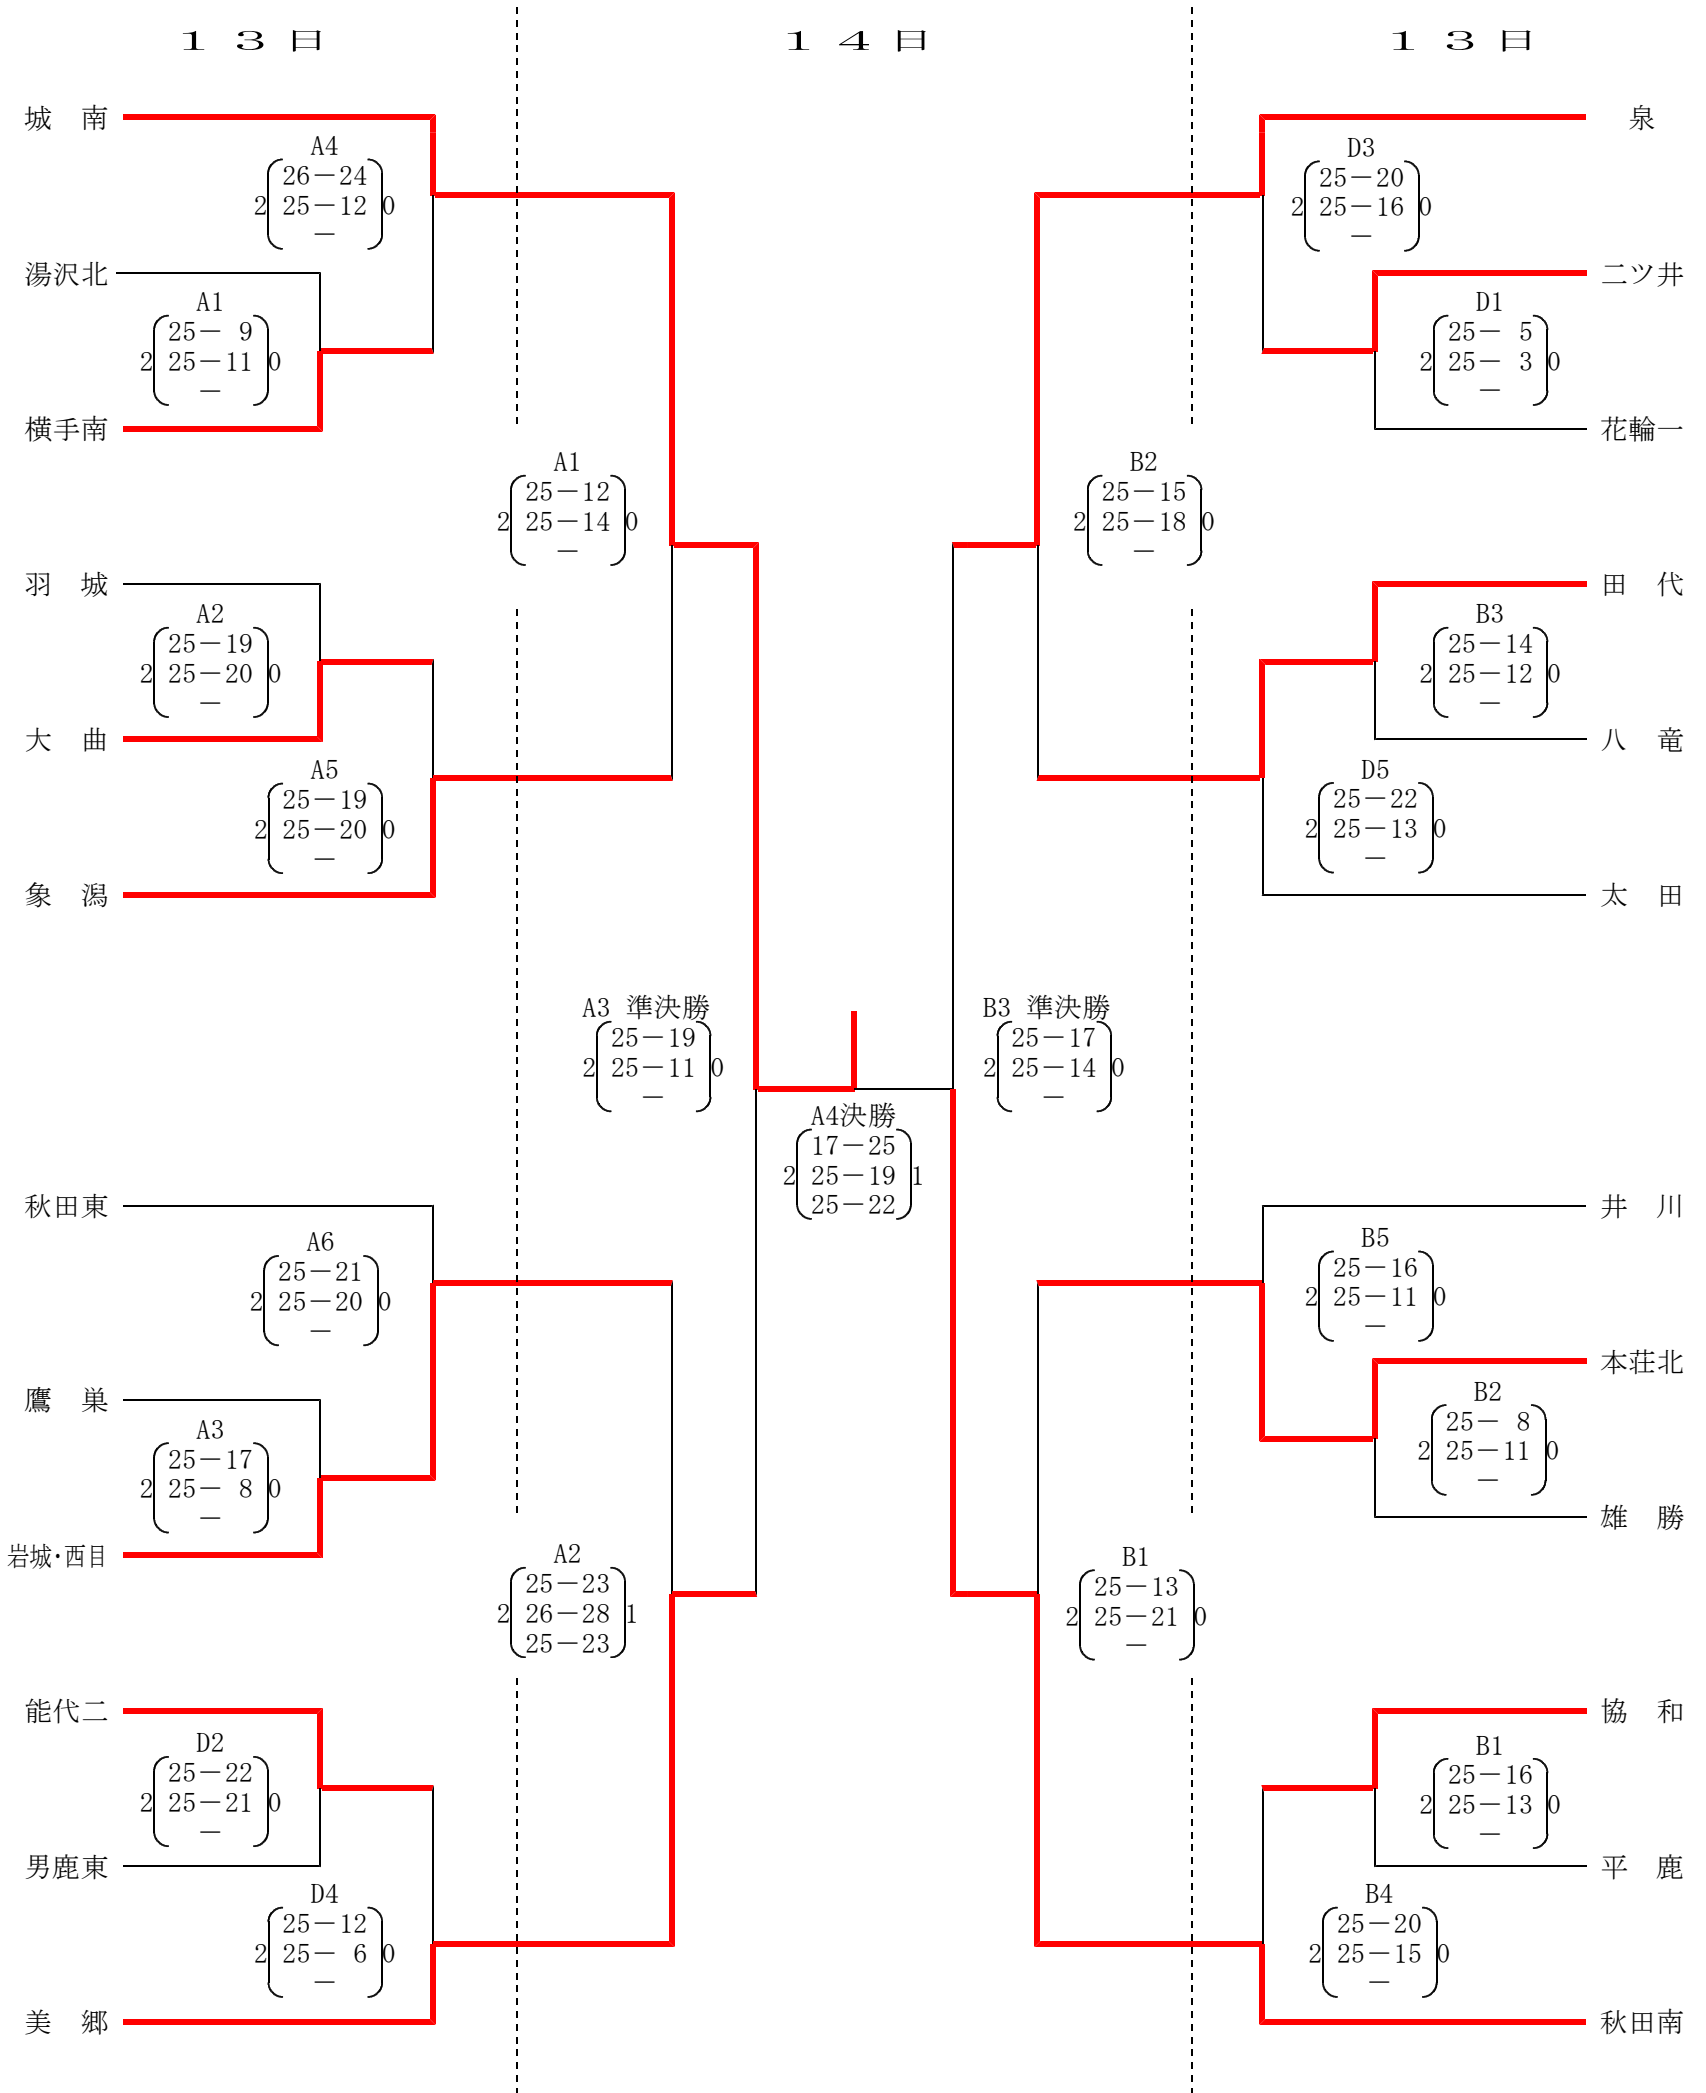 １３日
１４日
１３日
城　南
A4
26－24
2 25－12 0
－
湯沢北
A1
25－ 9
2 25－11 0
－
横手南
羽　城
A2
25－19
2 25－20 0
－
大　曲
A5
25－19
2 25－20 0
－
象　潟
A1
25－12
2 25－14 0
－
秋田東
A6
25－21
2 25－20 0
－
鷹　巣
A3
25－17
2 25－ 8 0
－
岩城・西目
A2
25－23
2 26－28 1
25－23
能代二
D2
25－22
2 25－21 0
－
男鹿東
D4
25－12
2 25－ 6 0
－
美　郷
A3 準決勝
25－19
2 25－11 0
－
A4決勝
17－25
2 25－19 1
25－22
B3 準決勝
25－17
2 25－14 0
－
泉
D3
25－20
2 25－16 0
－
二ツ井
D1
25－ 5
2 25－ 3 0
－
花輪一
B2
25－15
2 25－18 0
－
田　代
B3
25－14
2 25－12 0
－
八　竜
D5
25－22
2 25－13 0
－
太　田
井　川
B5
25－16
2 25－11 0
－
本荘北
B2
25－ 8
2 25－11 0
－
雄　勝
B1
25－13
2 25－21 0
－
協　和
B1
25－16
2 25－13 0
－
平　鹿
B4
25－20
2 25－15 0
－
秋田南